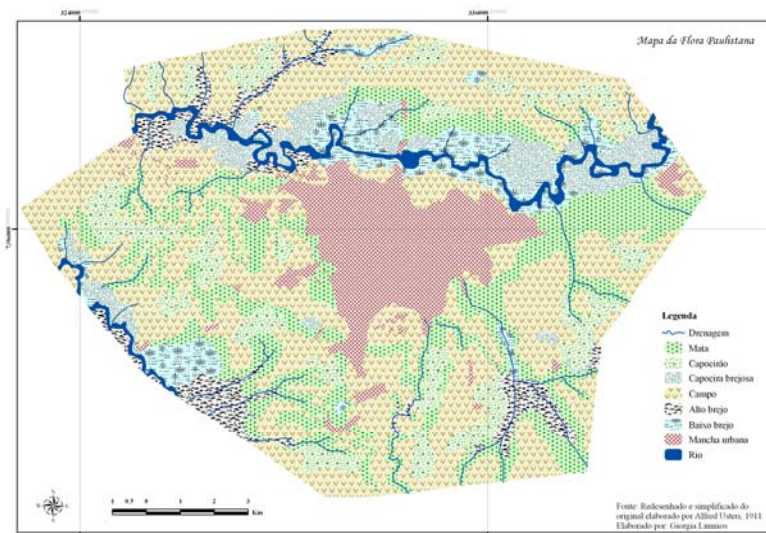 324000
336000
Mapa da Flora Paulistana
Legenda
Drenagem
Mata
Capoeirão
Capoeira brejosa
Campo
Alto brejo
Baixo brejo
Mancha urbana
Rio
1 0.5 0 1 2 3
Km
N
Fonte: Redesenhado e simplificado do
original elaborado por Alfred Usteri, 1911
Elaborado por: Giorgia Limnios